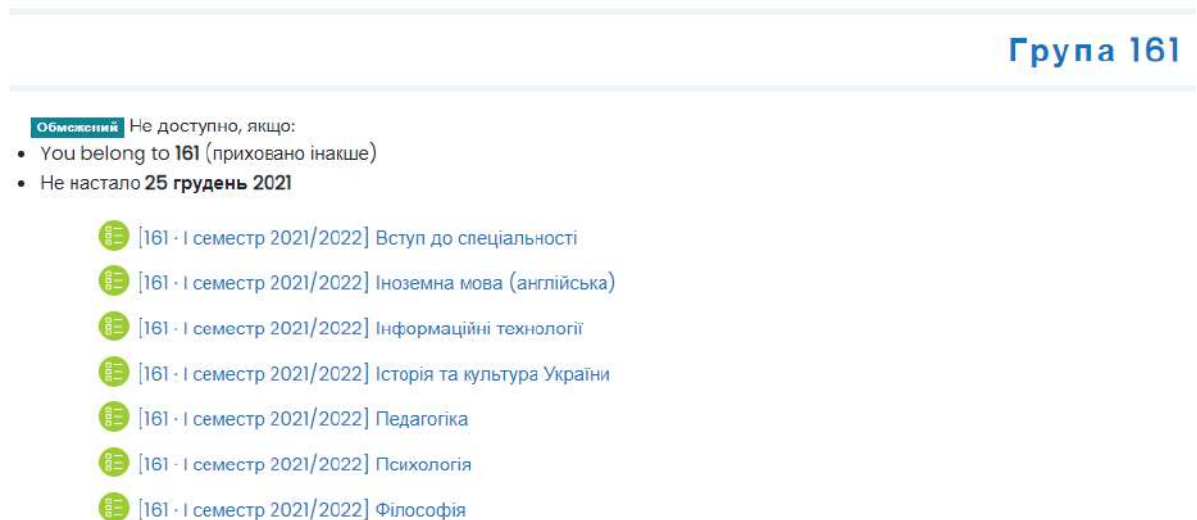 Група 161
Обмежений Не доступно, якщо:
• You belong to 161 (приховано інакше)
• Не настало 25 грудень 2021
[161 · І семестр 2021/2022] Вступ до спеціальності
[161 · І семестр 2021/2022] Іноземна мова (англійська)
[161 · І семестр 2021/2022] Інформаційні технології
[161 · І семестр 2021/2022] Історія та культура України
[161 · І семестр 2021/2022] Педагогіка
[161 · І семестр 2021/2022] Психологія
[161 · І семестр 2021/2022] Філософія